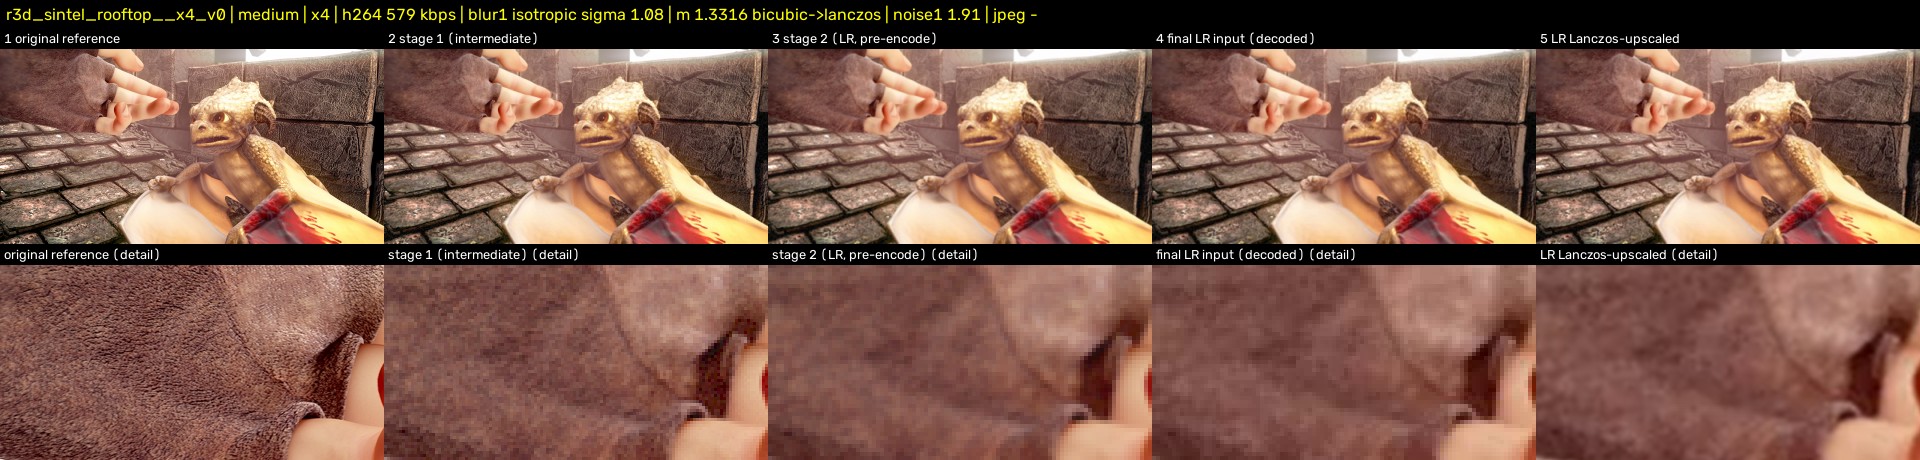 r3d_sintel_rooftop__x4_v0 | medium | x4 | h264 579 kbps | blur1 isotropic sigma 1.08 | m 1.3316 bicubic->lanczos | noise1 1.91 | jpeg -
1 original reference
2 stage 1 (intermediate)
3 stage 2 (LR, pre-encode)
4 final LR input (decoded)
5 LR Lanczos-upscaled
original reference (detail)
stage 1 (intermediate) (detail)
stage 2 (LR, pre-encode) (detail)
final LR input (decoded) (detail)
LR Lanczos-upscaled (detail)